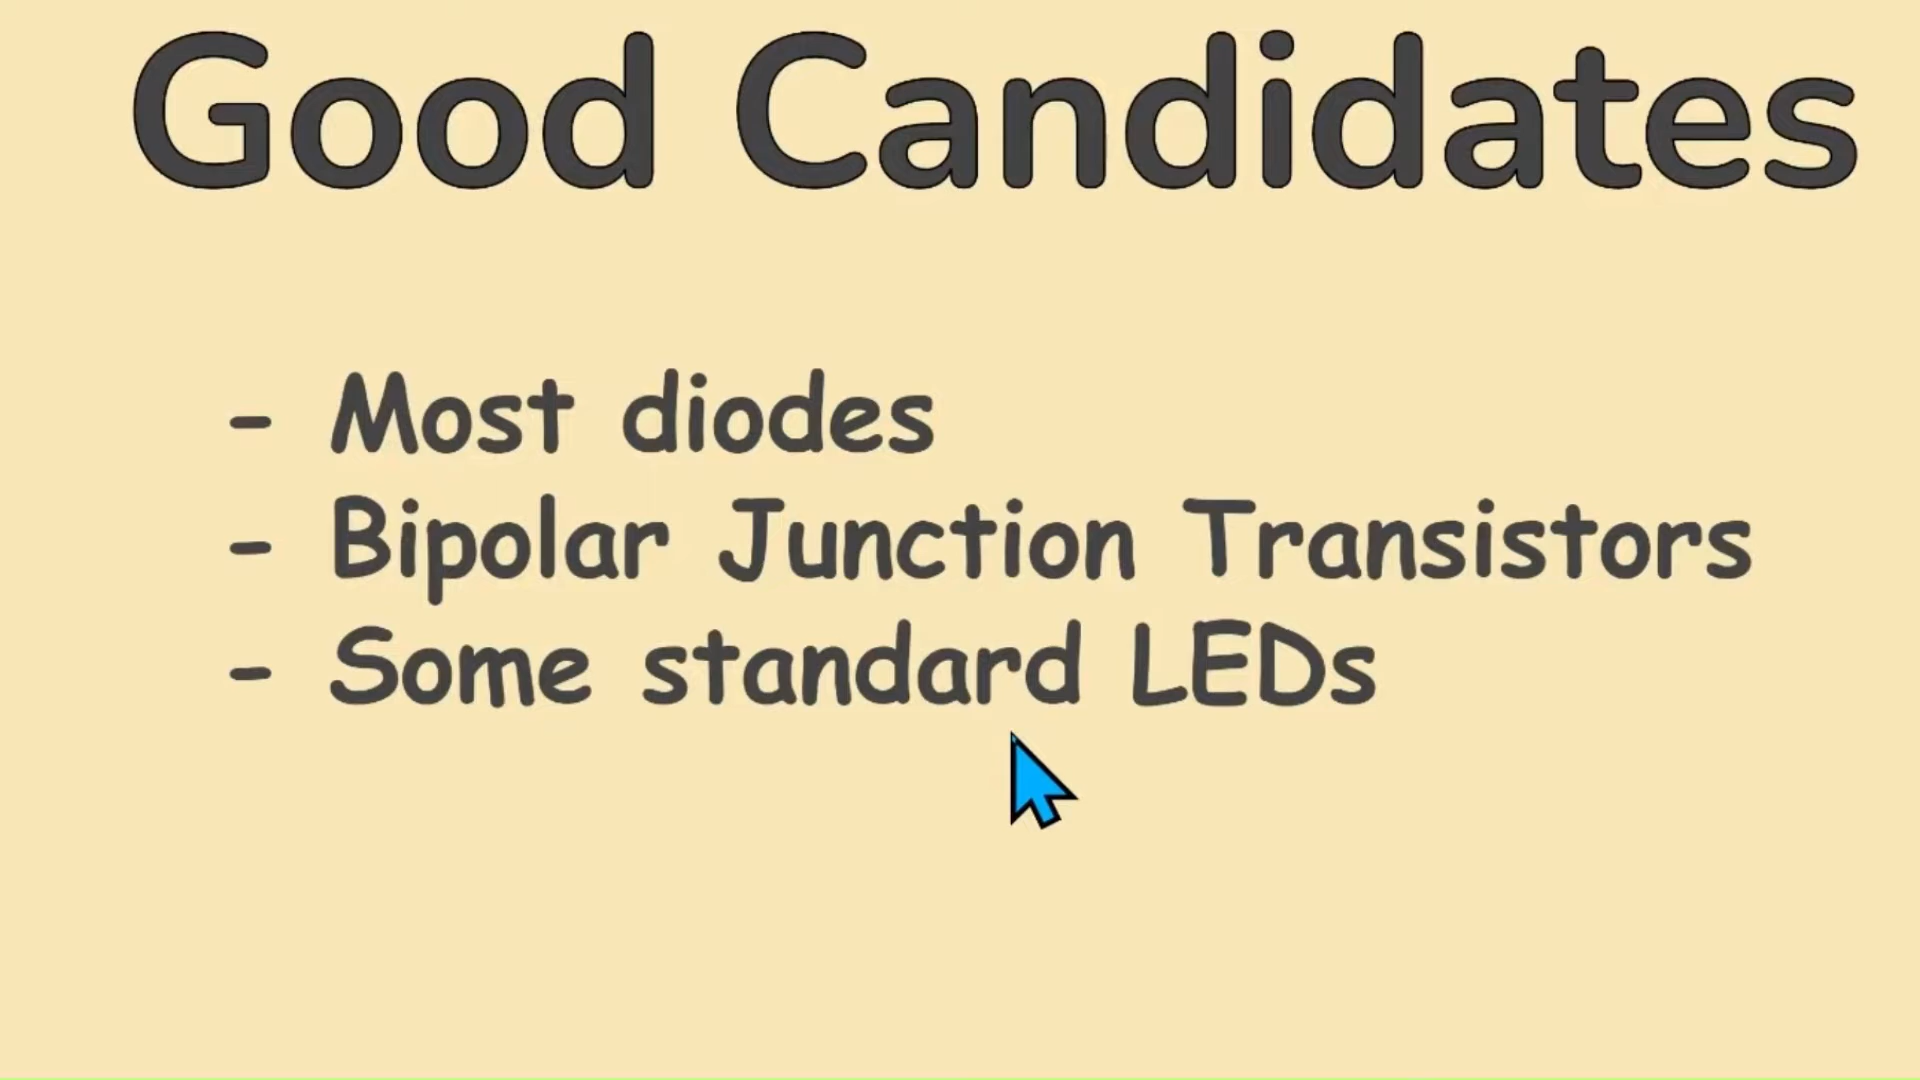 Good Candidates
- Most diodes
- Bipolar Junction Transistors
- Some standard LEDs